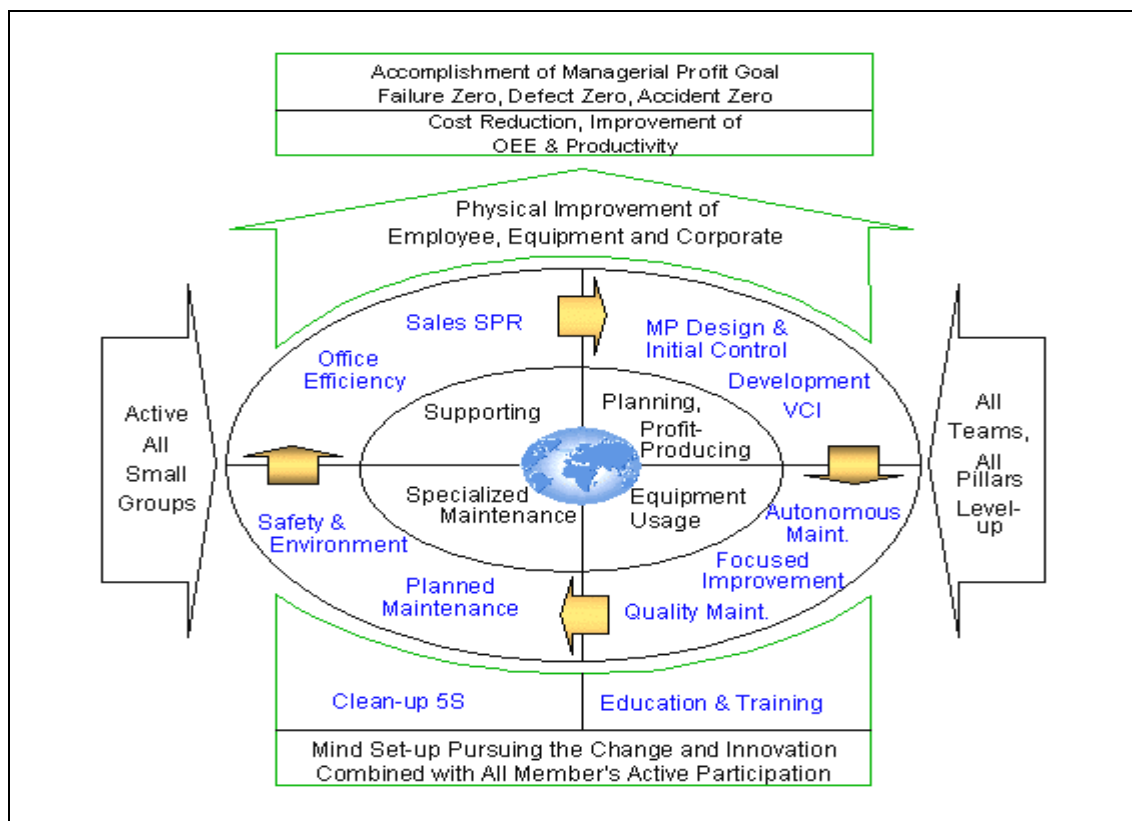 Accomplishment of Managerial Profit Goal
Failure Zero, Defect Zero, Accident Zero
Cost Reduction, Improvement of
OEE & Productivity
Physical Improvement of
Employee, Equipment and Corporate
Sales SPR
MP Design &
Initial Control
Office
Efficiency
Development
VCI
Supporting
Planning,
Profit-
Producing
Active
All
Small
Groups
All
Teams,
All
Pillars
Level-
up
Specialized
Maintenance
Equipment
Usage
Safety &
Environment
Autonomous
Maint.
Focused
Improvement
Planned
Maintenance
Quality Maint.
Clean-up 5S
Education & Training
Mind Set-up Pursuing the Change and Innovation
Combined with All Member's Active Participation